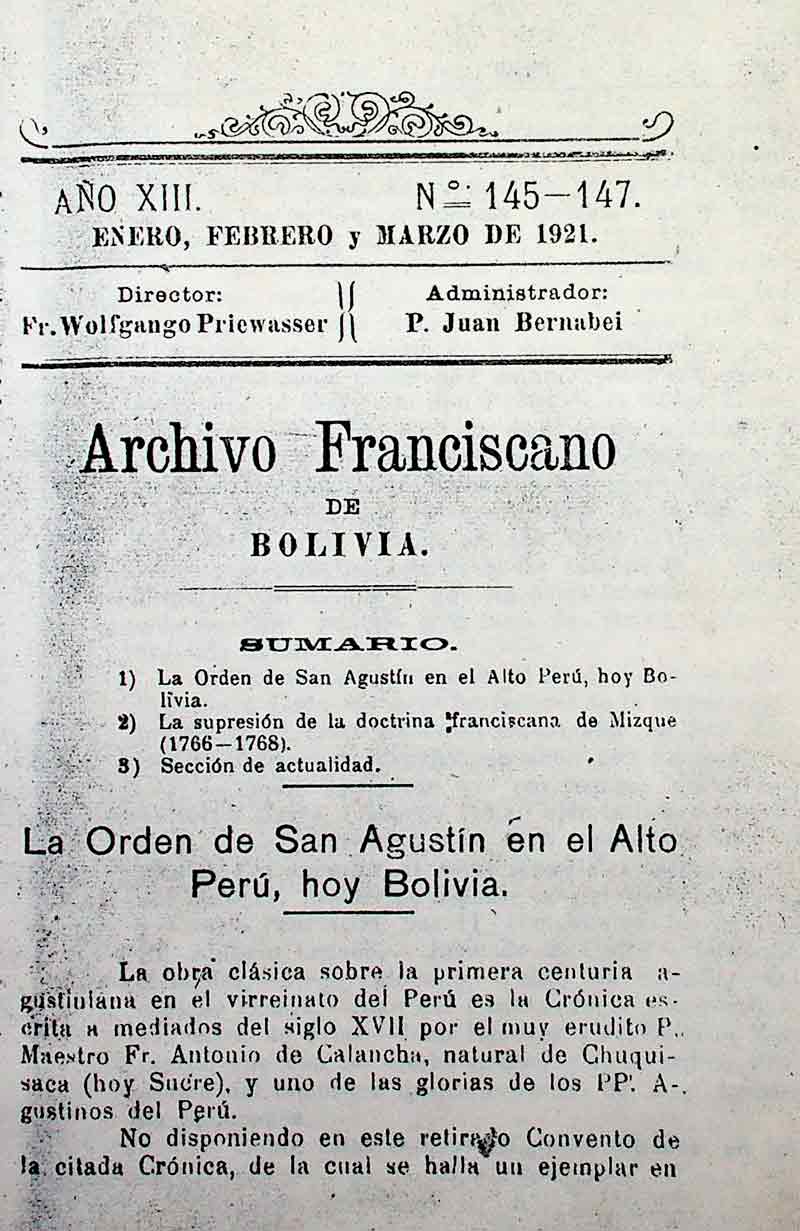 AÑO XIII. Nº: 145—147.
ENERO, FEBRERO y MARZO DE 1921.
Director: Administrador:
Fr. Wolfgango Priewasser P. Juan Bernabei
Archivo Franciscano
DE
BOLIVIA.
SUMARIO.
1) La Orden de San Agustín en el Alto Perú, hoy Bo-
livia.
2) La supresión de la doctrina franciscana de Mizque
(1766—1768).
3) Sección de actualidad.
La Orden de San Agustín en el Alto
Perú, hoy Bolivia.
La obra clásica sobre la primera centuria a-
gustiniana en el virreinato del Perú es la Crónica es-
crita a mediados del siglo XVII por el muy erudito P.
Maestro Fr. Antonio de Calancha, natural de Chuqui-
saca (hoy Sucre), y uno de las glorias de los PP. A-
gustinos del Perú.
No disponiendo en este retirado Convento de
la citada Crónica, de la cual se halla un ejemplar en